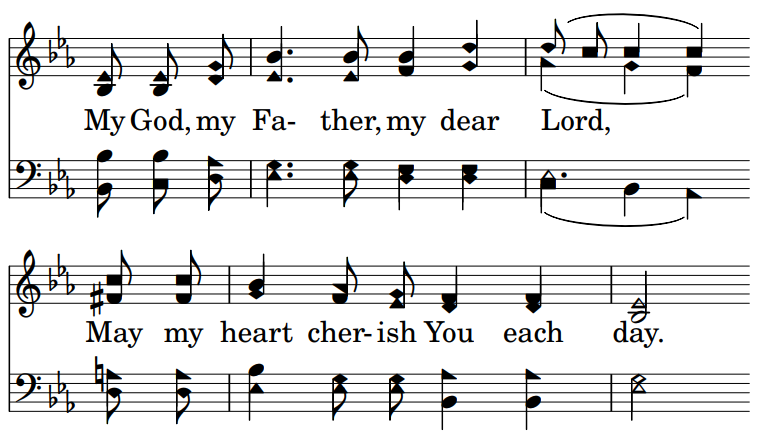 My God, my Fa- ther, my dear Lord,
May my heart cher- ish You each day.